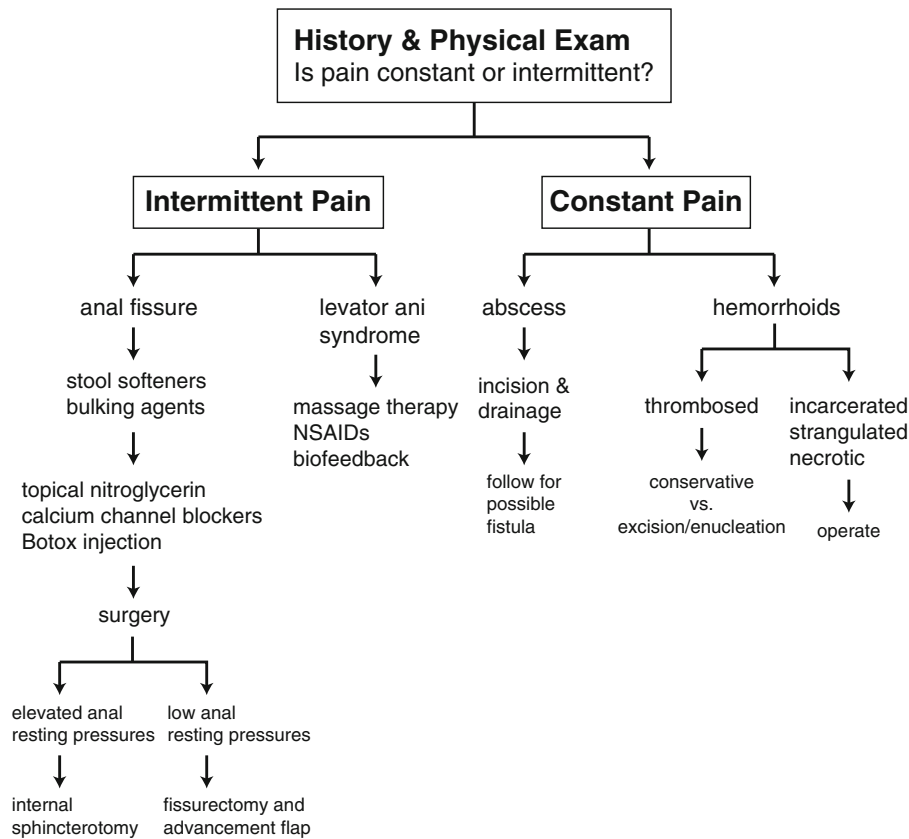 History & Physical Exam
Is pain constant or intermittent?
Intermittent Pain
Constant Pain
anal fissure
levator ani
syndrome
abscess
hemorrhoids
stool softeners
bulking agents
massage therapy
NSAIDs
biofeedback
incision &
drainage
thrombosed
incarcerated
strangulated
necrotic
topical nitroglycerin
calcium channel blockers
Botox injection
follow for
possible
fistula
conservative
vs.
excision/enucleation
operate
surgery
elevated anal
resting pressures
low anal
resting pressures
internal
sphincterotomy
fissurectomy and
advancement flap